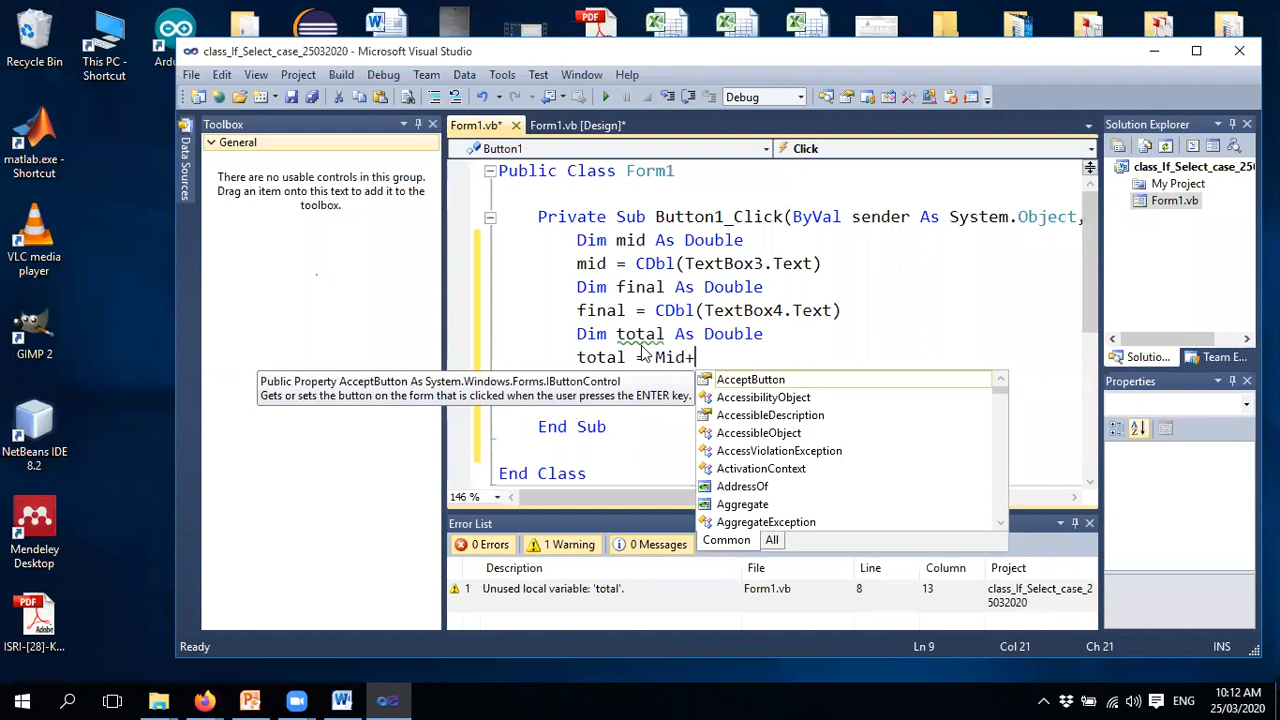 Recycle Bin
This PC - Shortcut
matlab.exe - Shortcut
VLC media player
GIMP 2
NetBeans IDE 8.2
Mendeley Desktop
ISRI-[28]-K...
class_If_Select_case_25032020 - Microsoft Visual Studio
File Edit View Project Build Debug Team Data Tools Test Window Help
Debug
Toolbox
General
There are no usable controls in this group. Drag an item onto this text to add it to the toolbox.
Data Sources
Form1.vb* Form1.vb [Design]*
Button1 Click
Public Class Form1
Private Sub Button1_Click(ByVal sender As System.Object,
Dim mid As Double
mid = CDbl(TextBox3.Text)
Dim final As Double
final = CDbl(TextBox4.Text)
Dim total As Double
total = Mid+
Public Property AcceptButton As System.Windows.Forms.IButtonControl
Gets or sets the button on the form that is clicked when the user presses the ENTER key.
AcceptButton
AccessibilityObject
AccessibleDescription
AccessibleObject
AccessViolationException
ActivationContext
AddressOf
Aggregate
AggregateException
Common All
End Sub
End Class
146 %
Error List
0 Errors 1 Warning 0 Messages
Description File Line Column Project
1 Unused local variable: 'total'. Form1.vb 8 13 class_If_Select_case_2
5032020
Solution Explorer
class_If_Select_case_25
My Project
Form1.vb
Solutio... Team E...
Properties
Ready Ln 9 Col 21 Ch 21 INS
ENG
10:12 AM
25/03/2020